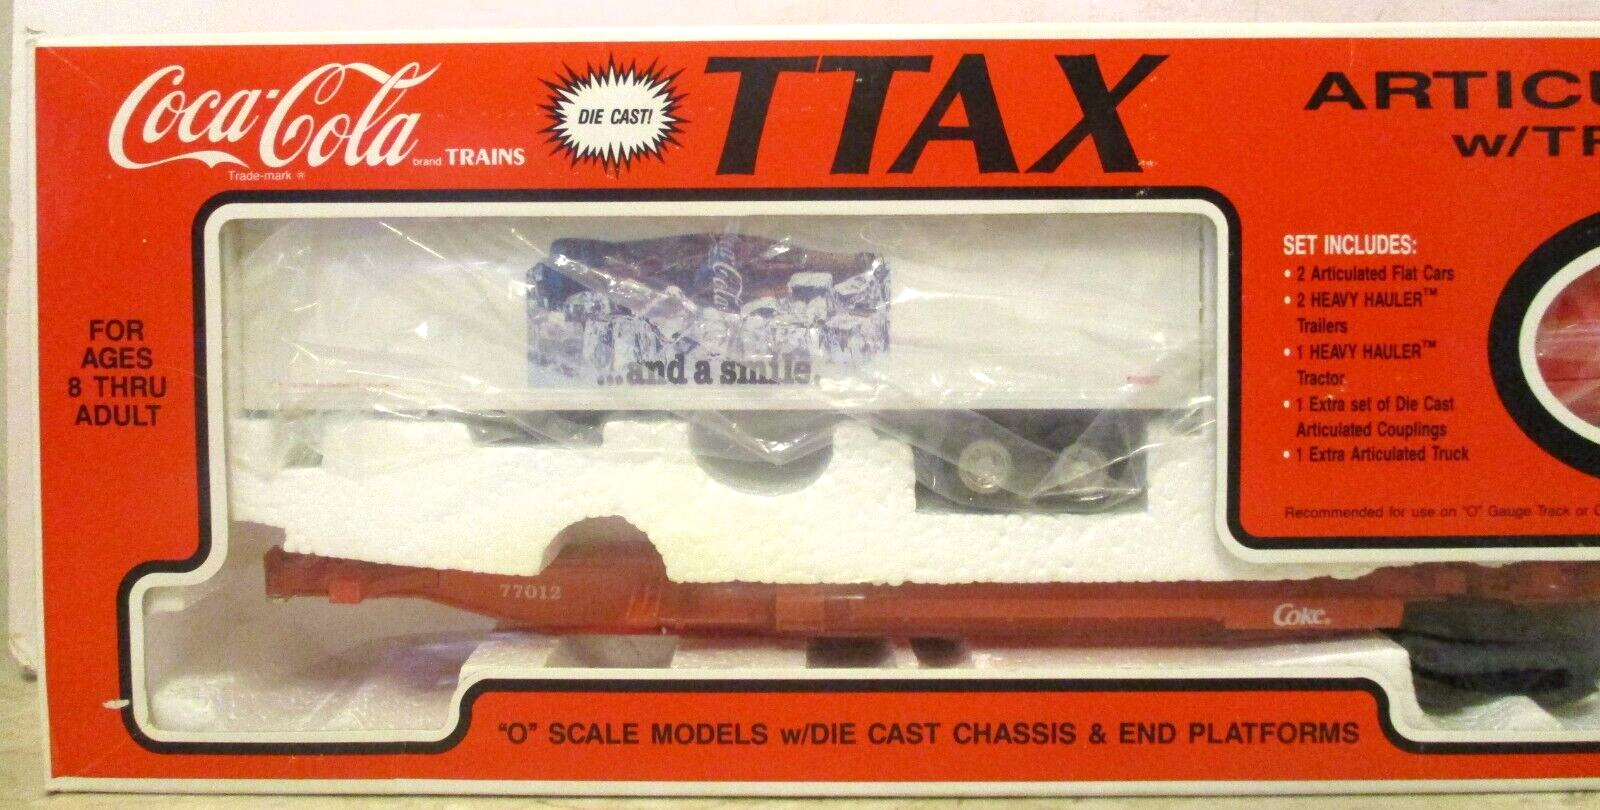 Coca-Cola
brand TRAINS
Trade-mark ®
DIE CAST!
TTAX
ARTICU
w/TR
FOR
AGES
8 THRU
ADULT
...and a smile.
SET INCLUDES:
• 2 Articulated Flat Cars
• 2 HEAVY HAULER™
Trailers
• 1 HEAVY HAULER™
Tractor
• 1 Extra set of Die Cast
Articulated Couplings
• 1 Extra Articulated Truck
Recommended for use on "O" Gauge Track or
77012
Coke®
"O" SCALE MODELS w/DIE CAST CHASSIS & END PLATFORMS